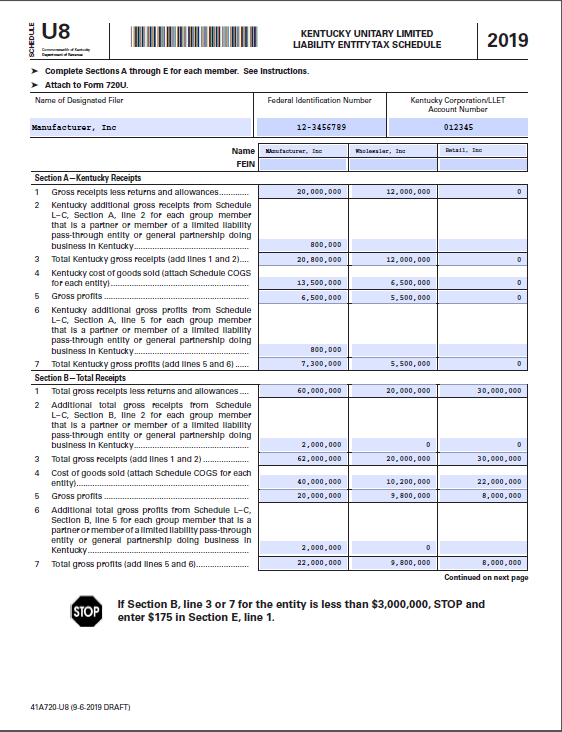 SCHEDULE
U8
Commonwealth of Kentucky
Department of Revenue
KENTUCKY UNITARY LIMITED
LIABILITY ENTITY TAX SCHEDULE
2019
➤ Complete Sections A through E for each member. See Instructions.
➤ Attach to Form 720U.
Name of Designated Filer
Federal Identification Number
Kentucky Corporation/LLET
Account Number
Manufacturer, Inc
12-3456789
012345
Name Manufacturer, Inc Wholesaler, Inc Retail, Inc
FEIN
Section A—Kentucky Receipts
1 Gross receipts less returns and allowances............. 20,000,000 12,000,000 0
2 Kentucky additional gross receipts from Schedule
L–C, Section A, line 2 for each group member
that is a partner or member of a limited liability
pass-through entity or general partnership doing
business in Kentucky............................................ 800,000
3 Total Kentucky gross receipts (add lines 1 and 2).... 20,800,000 12,000,000 0
4 Kentucky cost of goods sold (attach Schedule COGS
for each entity).................................................... 13,500,000 6,500,000 0
5 Gross profits ...................................................... 6,500,000 5,500,000 0
6 Kentucky additional gross profits from Schedule
L–C, Section A, line 5 for each group member
that is a partner or member of a limited liability
pass-through entity or general partnership doing
business in Kentucky............................................ 800,000
7 Total Kentucky gross profits (add lines 5 and 6) ..... 7,300,000 5,500,000 0
Section B—Total Receipts
1 Total gross receipts less returns and allowances .... 60,000,000 20,000,000 30,000,000
2 Additional total gross receipts from Schedule
L–C, Section B, line 2 for each group member
that is a partner or member of a limited liability
pass-through entity or general partnership doing
business in Kentucky............................................ 2,000,000 0 0
3 Total gross receipts (add lines 1 and 2) ................. 62,000,000 20,000,000 30,000,000
4 Cost of goods sold (attach Schedule COGS for each
entity)................................................................ 40,000,000 10,200,000 22,000,000
5 Gross profits ...................................................... 20,000,000 9,800,000 8,000,000
6 Additional total gross profits from Schedule L–C,
Section B, line 5 for each group member that is a
partner or member of a limited liability pass-through
entity or general partnership doing business in
Kentucky............................................................ 2,000,000 0
7 Total gross profits (add lines 5 and 6)................... 22,000,000 9,800,000 8,000,000
Continued on next page
STOP
If Section B, line 3 or 7 for the entity is less than $3,000,000, STOP and
enter $175 in Section E, line 1.
41A720-U8 (9-6-2019 DRAFT)